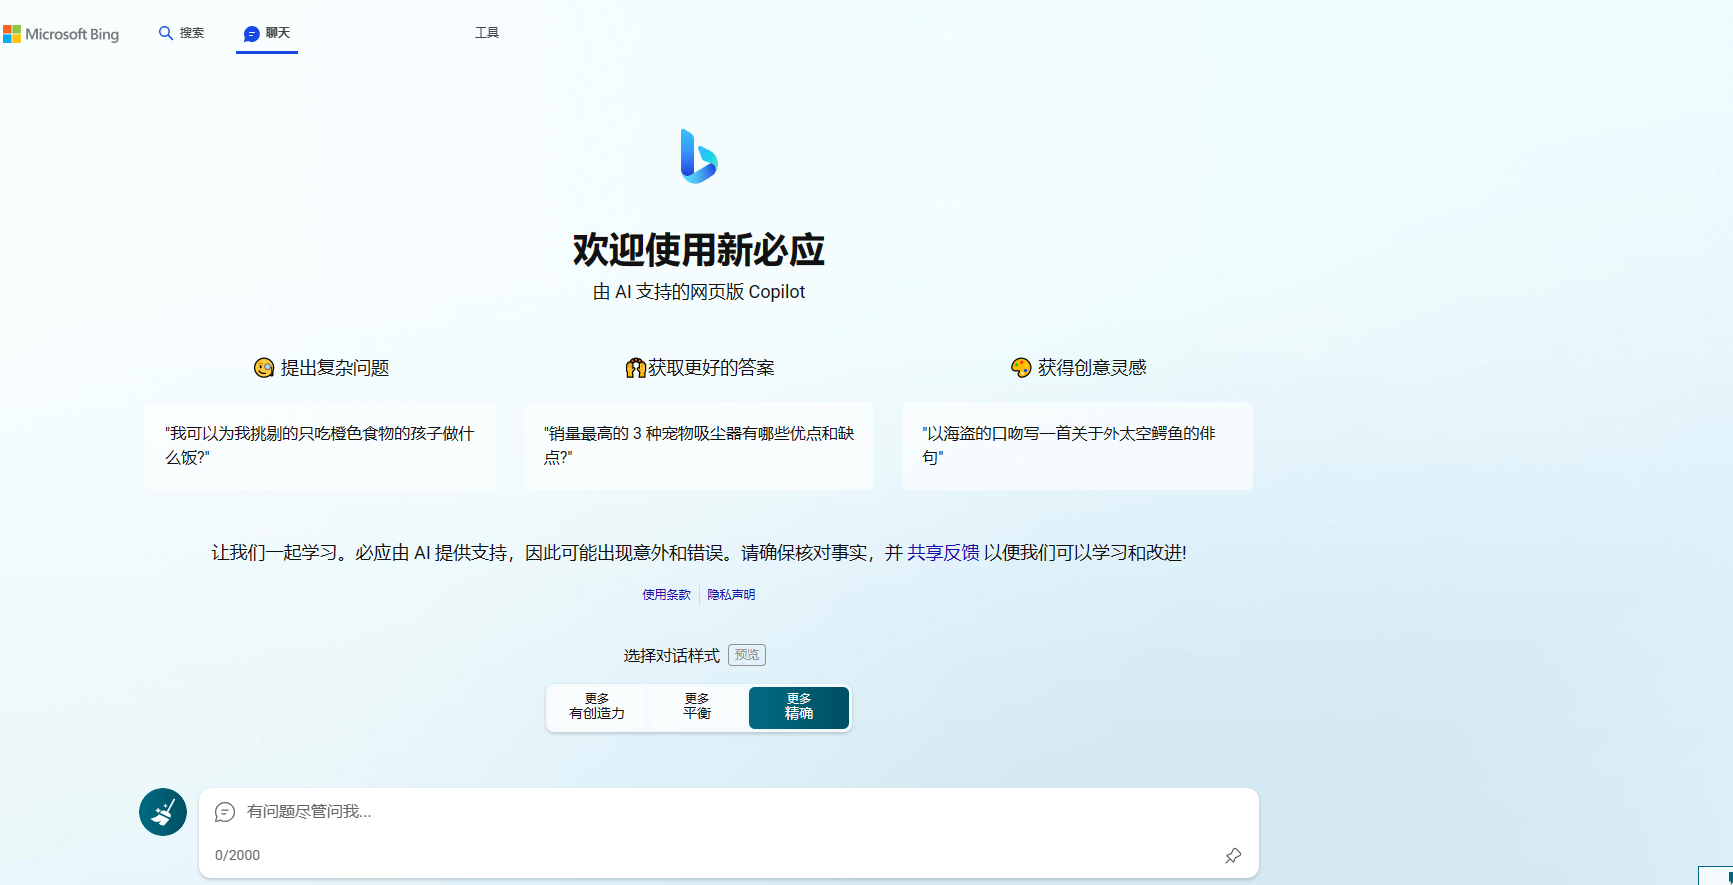 Microsoft Bing
搜索
聊天
工具
欢迎使用新必应
由 AI 支持的网页版 Copilot
提出复杂问题
获取更好的答案
获得创意灵感
"我可以为我挑剔的只吃橙色食物的孩子做什
么饭?"
"销量最高的 3 种宠物吸尘器有哪些优点和缺
点?"
"以海盗的口吻写一首关于外太空鳄鱼的俳
句"
让我们一起学习。必应由 AI 提供支持，因此可能出现意外和错误。请确保核对事实，并 共享反馈 以便我们可以学习和改进!
使用条款
隐私声明
选择对话样式 预览
更多
有创造力
更多
平衡
更多
精确
有问题尽管问我...
0/2000